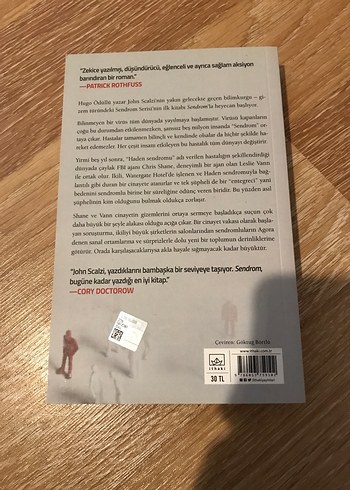 "Zekice yazılmış, düşündürücü, eğlenceli ve ayrıca sağlam aksiyon
barındıran bir roman."
—PATRICK ROTHFUSS
Hugo Ödüllü yazar John Scalzi'nin yakın gelecekte geçen bilimkurgu – gi-
zem türündeki Sendrom Serisi'nin ilk kitabı Sendrom'la heyecan başlıyor.
Bilinmeyen bir virüs tüm dünyada yayılmaya başlamıştır. Virüsü kapanların
çoğu bu durumdan etkilenmezken, şanssız beş milyon insanda "Sendrom" or-
taya çıkar. Hastalar tamamen bilinçli ve kendinde olsalar da hiçbir şekilde ha-
reket edemezler. Her çeşit insanı etkileyen bu hastalık tüm dünyayı değiştirir.
Yirmi beş yıl sonra, "Haden sendromu" adı verilen hastalığın şekillendirdiği
dünyada çaylak FBI ajanı Chris Shane, deneyimli bir ajan olan Leslie Vann
ile ortak olur. İkili, Watergate Hotel'de işlenen ve Haden sendromuyla bağ-
lantılı gibi duran bir cinayete atanırlar ve tek şüpheli de bir "entegreci" yani
bedenini sendromlu birine bir süreliğine ödünç veren biridir. Bu yüzden asıl
şüphelinin kim olduğunu bulmak oldukça zorlaşır.
Shane ve Vann cinayetin gizemlerini ortaya sermeye başladıkça suçun çok
daha büyük bir şeyle alakası olduğu açığa çıkar. Bir cinayet vakası olarak başla-
yan soruşturma, ikiliyi büyük şirketlerin salonlarından sendromluların Agora
denen sanal ortamlarına ve sürprizlerle dolu yeni bir toplumun derinliklerine
götürür. Orada karşılaşacaklarıysa akla hayale sığmayacak kadar büyüktür.
"John Scalzi, yazdıklarını bambaşka bir seviyeye taşıyor. Sendrom,
bugüne kadar yazdığı en iyi kitap."
—CORY DOCTOROW
Çeviren:
ithaki
www.ithaki.com.tr
30 TL